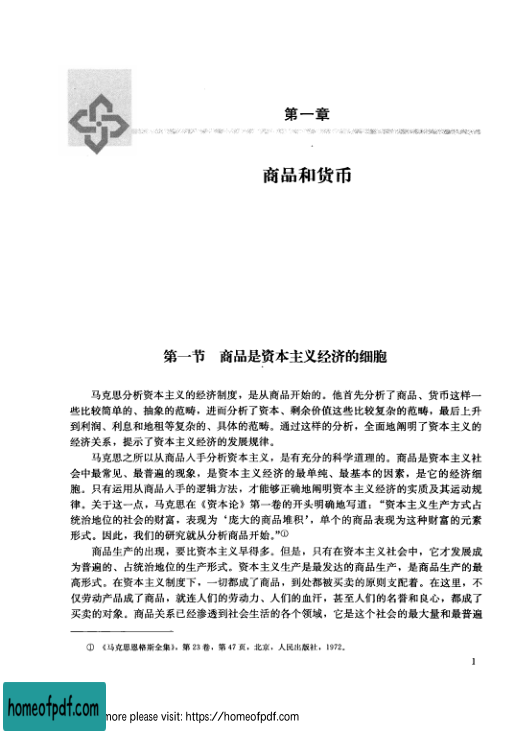 第一章
商品和货币
第一节 商品是资本主义经济的细胞
马克思分析资本主义的经济制度，是从商品开始的。他首先分析了商品、货币这样一
些比较简单的、抽象的范畴，进而分析了资本、剩余价值这些比较复杂的范畴，最后上升
到利润、利息和地租等复杂的、具体的范畴。通过这样的分析，全面地阐明了资本主义的
经济关系，提示了资本主义经济的发展规律。
马克思之所以从商品人手分析资本主义，是有充分的科学道理的。商品是资本主义社
会中最常见、最普遍的现象，是资本主义经济的最单纯、最基本的因素，是它的经济细
胞。只有运用从商品人手的逻辑方法，才能够正确地阐明资本主义经济的实质及其运动规
律。关于这一点，马克思在《资本论》第一卷的开头明确地写道：“资本主义生产方式占
统治地位的社会的财富，表现为‘庞大的商品堆积’，单个的商品表现为这种财富的元素
形式。因此，我们的研究就从分析商品开始。”①
商品生产的出现，要比资本主义早得多。但是，只有在资本主义社会中，它才发展成
为普遍的、占统治地位的生产形式。资本主义生产是最发达的商品生产，是商品生产的最
高形式。在资本主义制度下，一切都成了商品，到处都被买卖的原则支配着。在这里，不
仅劳动产品成了商品，就连人们的劳动力、人们的血汗，甚至人们的名誉和良心，都成了
买卖的对象。商品关系已经渗透到社会生活的各个领域，它是这个社会的最大量和最普遍
① 《马克思恩格斯全集》，第23卷，第47页，北京，人民出版社，1972。
1
homeofpdf.com
more please visit: https://homeofpdf.com